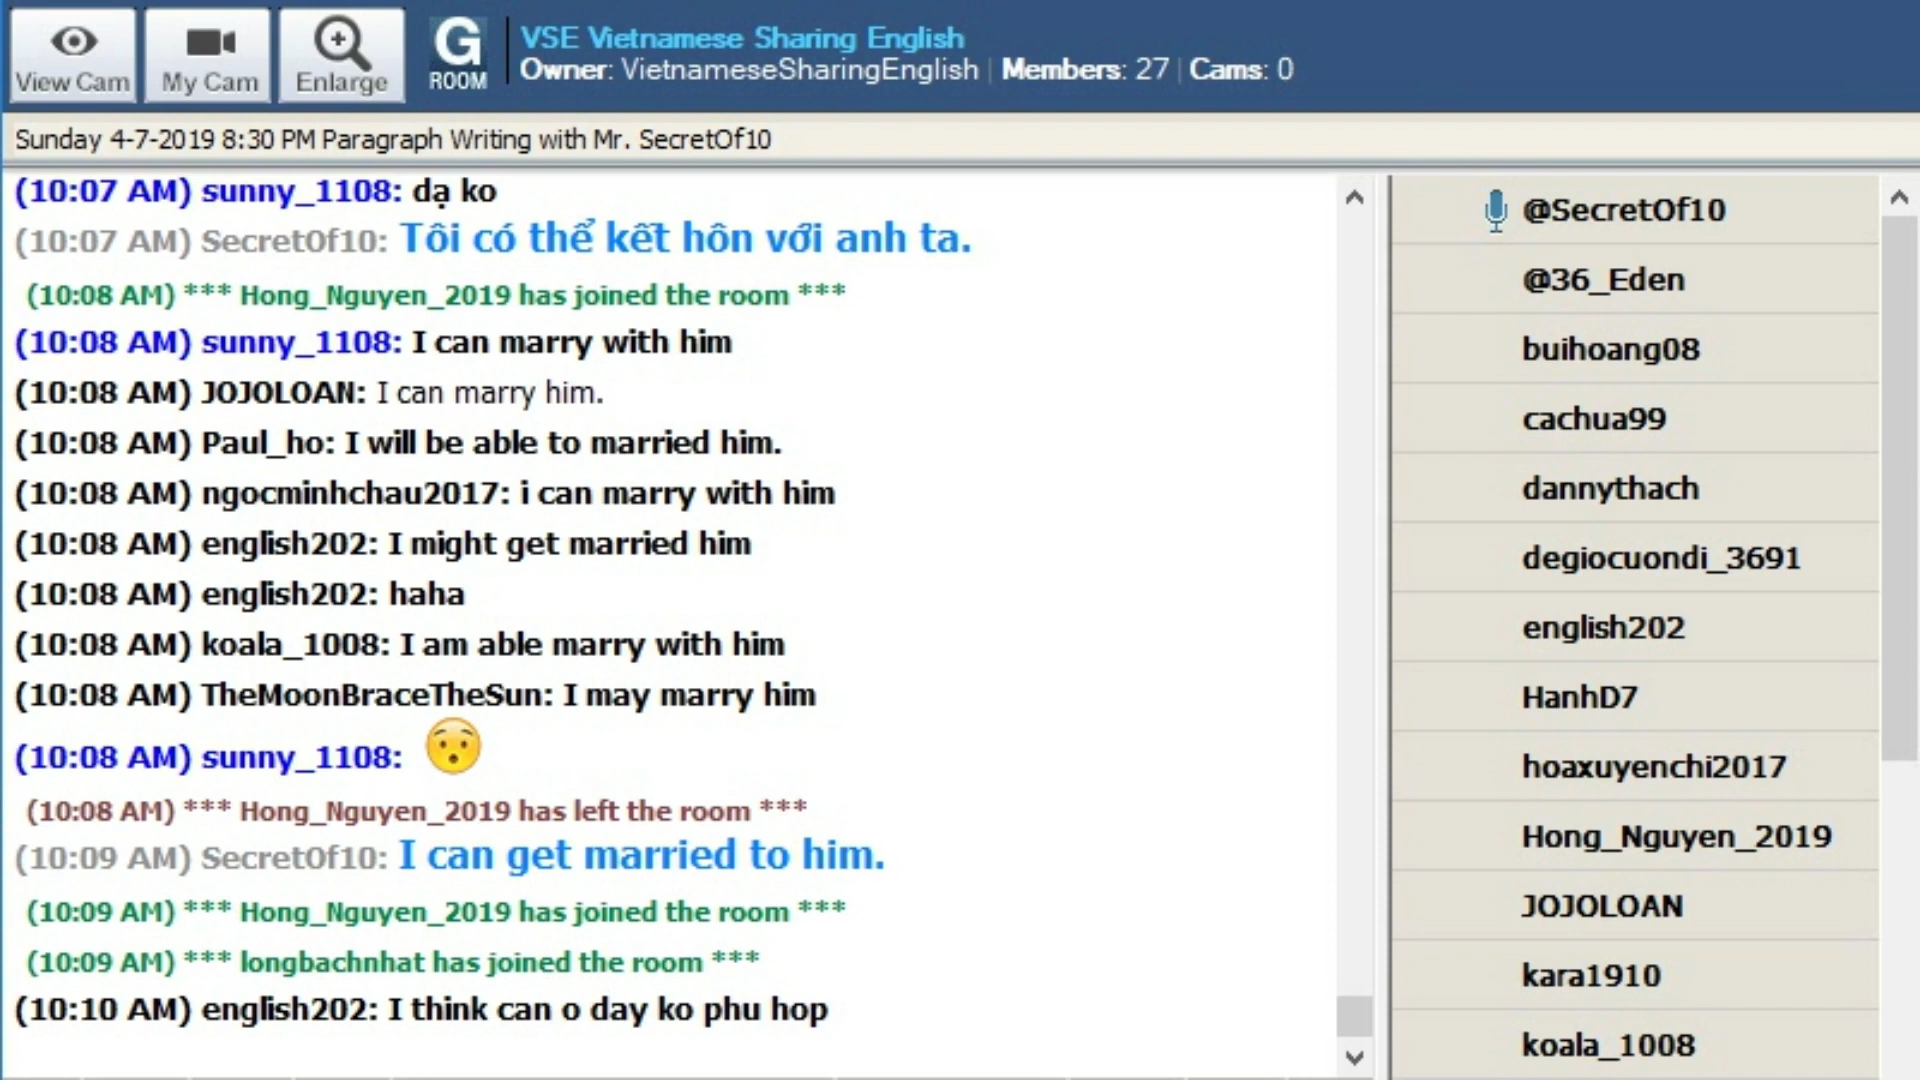 View Cam
My Cam
Enlarge
G
ROOM
VSE Vietnamese Sharing English
Owner: VietnameseSharingEnglish | Members: 27 | Cams: 0
Sunday 4-7-2019 8:30 PM Paragraph Writing with Mr. SecretOf10
(10:07 AM) sunny_1108: dạ ko
(10:07 AM) SecretOf10: Tôi có thể kết hôn với anh ta.
(10:08 AM) *** Hong_Nguyen_2019 has joined the room ***
(10:08 AM) sunny_1108: I can marry with him
(10:08 AM) JOJOLOAN: I can marry him.
(10:08 AM) Paul_ho: I will be able to married him.
(10:08 AM) ngocminhchau2017: i can marry with him
(10:08 AM) english202: I might get married him
(10:08 AM) english202: haha
(10:08 AM) koala_1008: I am able marry with him
(10:08 AM) TheMoonBraceTheSun: I may marry him
(10:08 AM) sunny_1108:
(10:08 AM) *** Hong_Nguyen_2019 has left the room ***
(10:09 AM) SecretOf10: I can get married to him.
(10:09 AM) *** Hong_Nguyen_2019 has joined the room ***
(10:09 AM) *** longbachnhat has joined the room ***
(10:10 AM) english202: I think can o day ko phu hop
@SecretOf10
@36_Eden
buihoang08
cachua99
dannythach
degiocuondi_3691
english202
HanhD7
hoaxuyenchi2017
Hong_Nguyen_2019
JOJOLOAN
kara1910
koala_1008